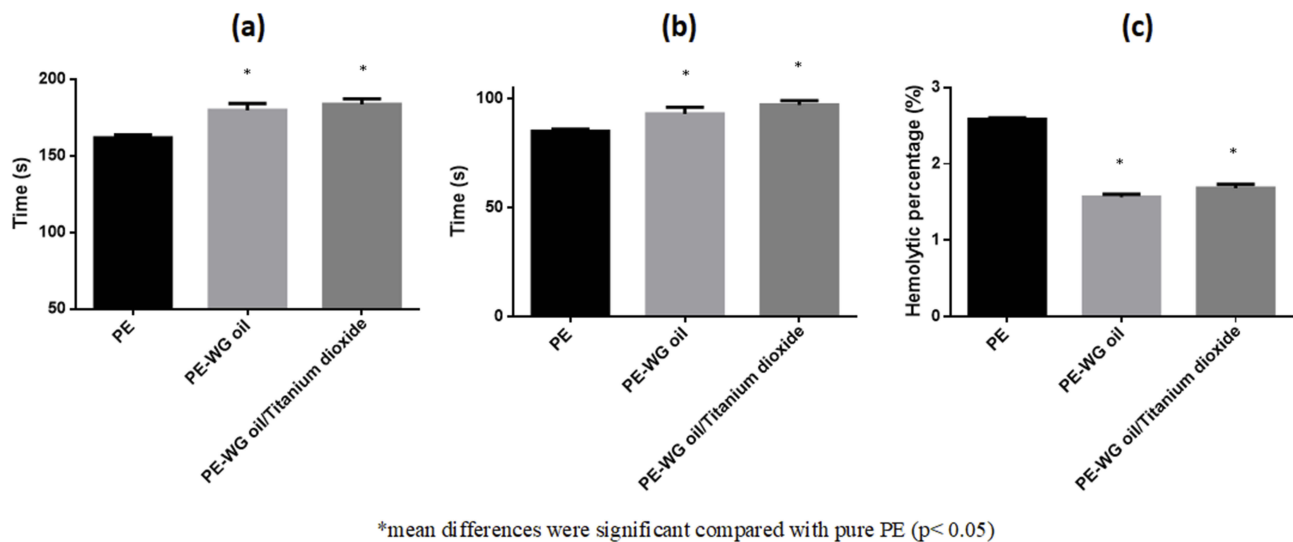 (a)
Time (s)
200
150
100
50
*
*
PE
PE-WG oil
PE-WG oil/Titanium dioxide
(b)
Time (s)
100
50
0
*
*
PE
PE-WG oil
PE-WG oil/Titanium dioxide
(c)
Hemolytic percentage (%)
3
2
1
0
*
*
PE
PE-WG oil
PE-WG oil/Titanium dioxide
*mean differences were significant compared with pure PE (p< 0.05)